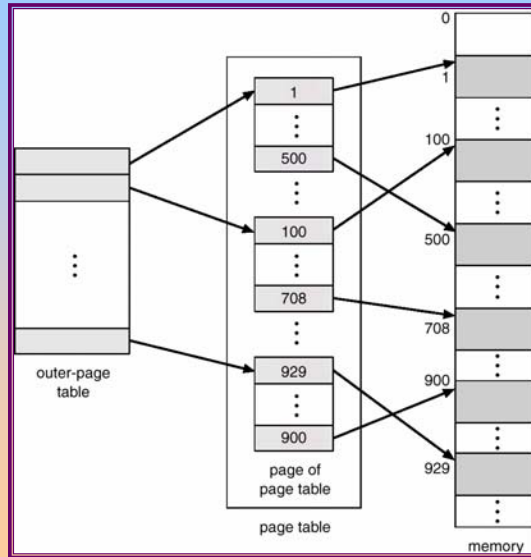 outer-page
table
1
500
100
708
929
900
page of
page table
page table
0
1
100
500
708
900
929
memory